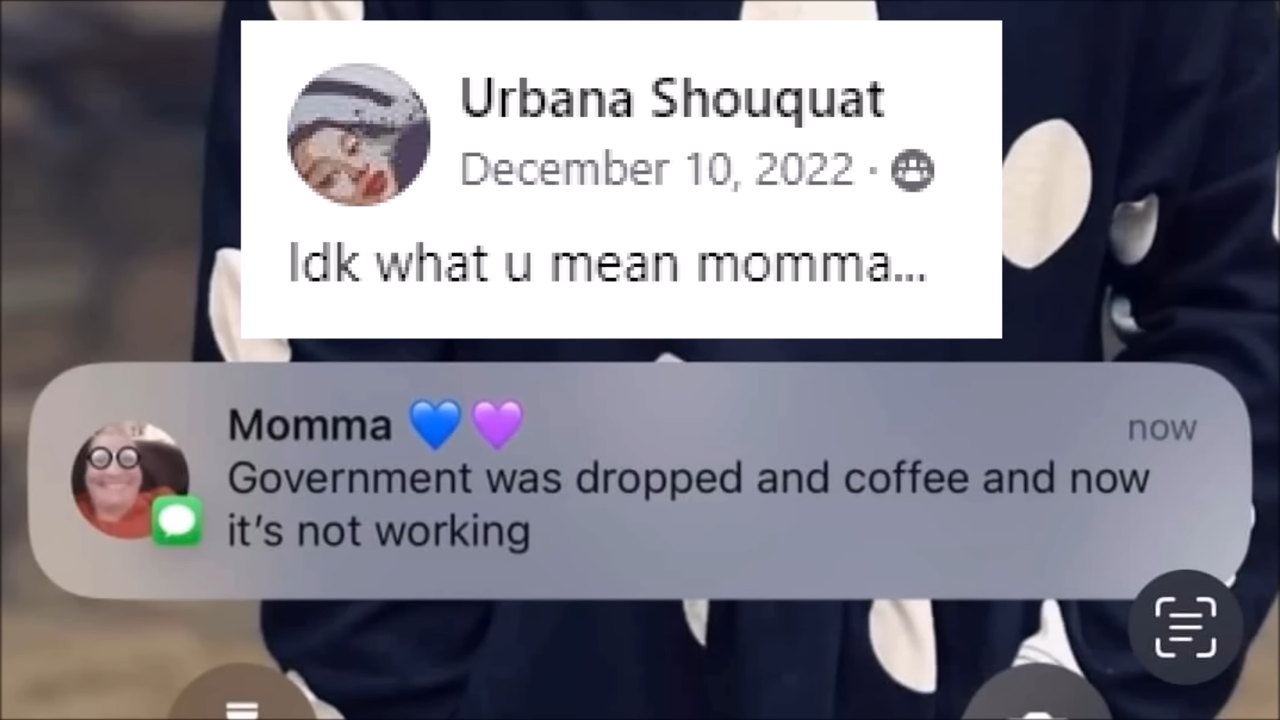 Urbana Shouquat
December 10, 2022 ·
Idk what u mean momma...
Momma 💙💜
now
Government was dropped and coffee and now
it's not working